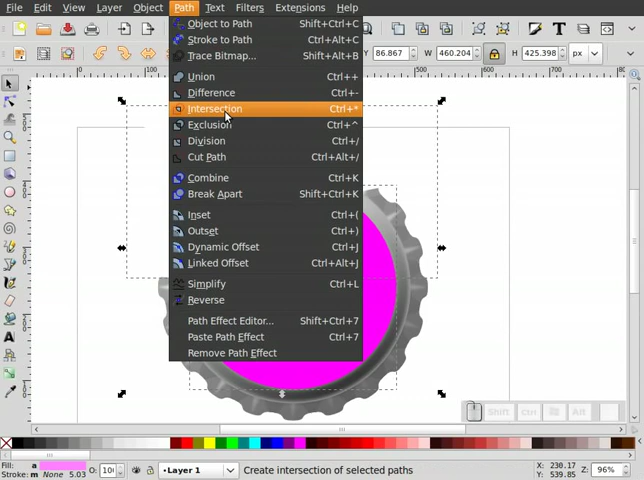 File Edit View Layer Object Path Text Filters Extensions Help
Object to Path Shift+Ctrl+C
Stroke to Path Ctrl+Alt+C
Trace Bitmap... Shift+Alt+B
Y 86.867 W 460.204 H 425.398 px
Union Ctrl++
Difference Ctrl+-
Intersection Ctrl+*
Exclusion Ctrl+^
Division Ctrl+/
Cut Path Ctrl+Alt+/
Combine Ctrl+K
Break Apart Shift+Ctrl+K
Inset Ctrl+(
Outset Ctrl+)
Dynamic Offset Ctrl+J
Linked Offset Ctrl+Alt+J
Simplify Ctrl+L
Reverse
Path Effect Editor... Shift+Ctrl+7
Paste Path Effect Ctrl+7
Remove Path Effect
Shift Ctrl Alt
Fill: a O: 10 Layer 1 Create intersection of selected paths X: 230.17 Z: 96%
Stroke: m None 5.03 Y: 539.85